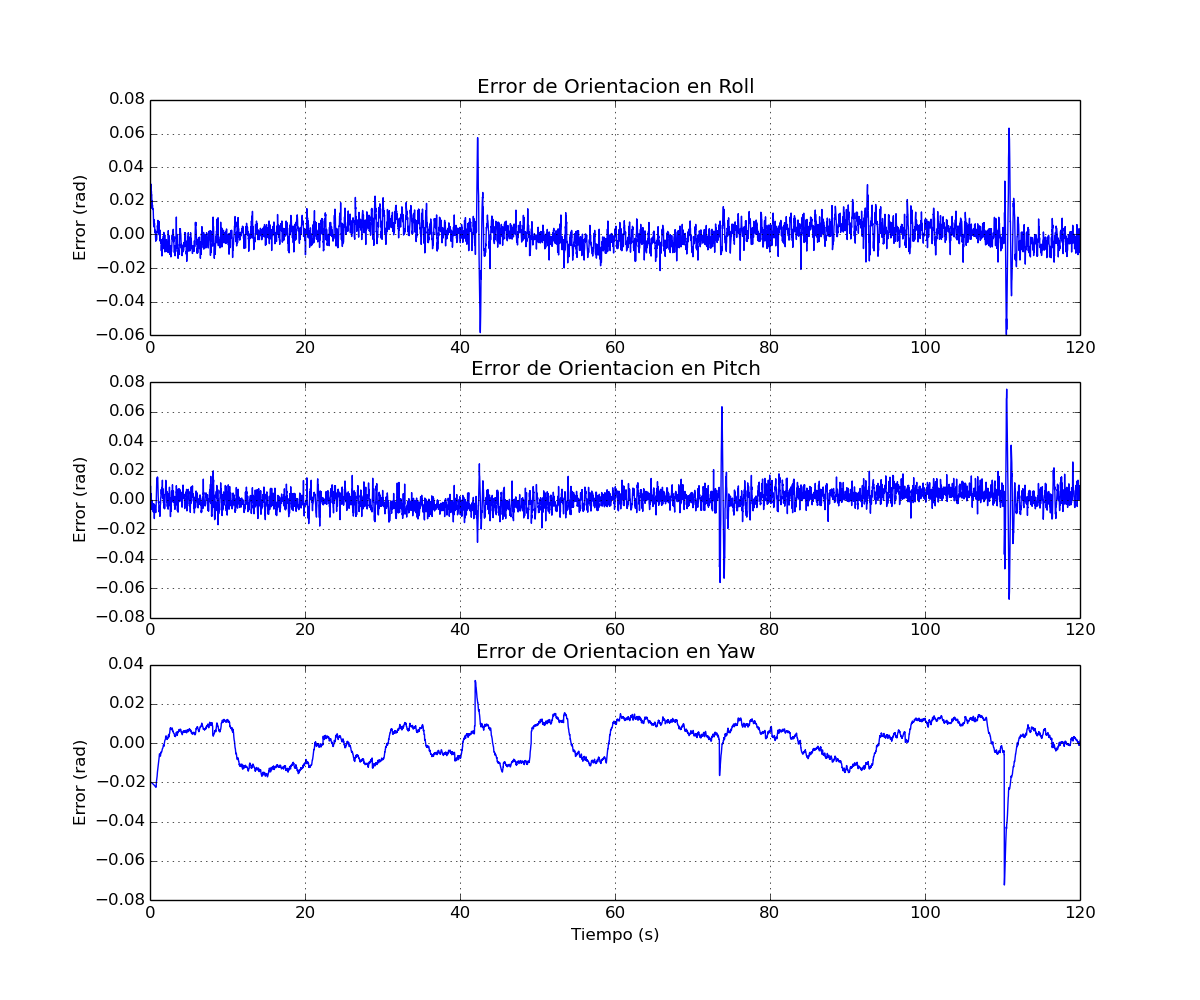 Error de Orientacion en Roll
0.08
0.06
0.04
0.02
0.00
−0.02
−0.04
−0.06
Error (rad)
0 20 40 60 80 100 120
Error de Orientacion en Pitch
0.08
0.06
0.04
0.02
0.00
−0.02
−0.04
−0.06
−0.08
Error (rad)
0 20 40 60 80 100 120
Error de Orientacion en Yaw
0.04
0.02
0.00
−0.02
−0.04
−0.06
−0.08
Error (rad)
0 20 40 60 80 100 120
Tiempo (s)